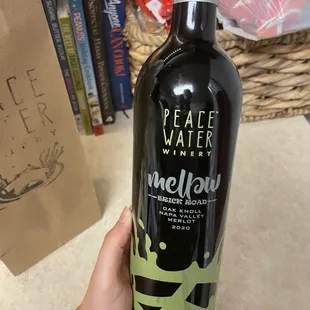 PEACE
WATER
WINERY
mellow
BRICK ROAD
OAK KNOLL
NAPA VALLEY
MERLOT
2020
PEACE
WATER